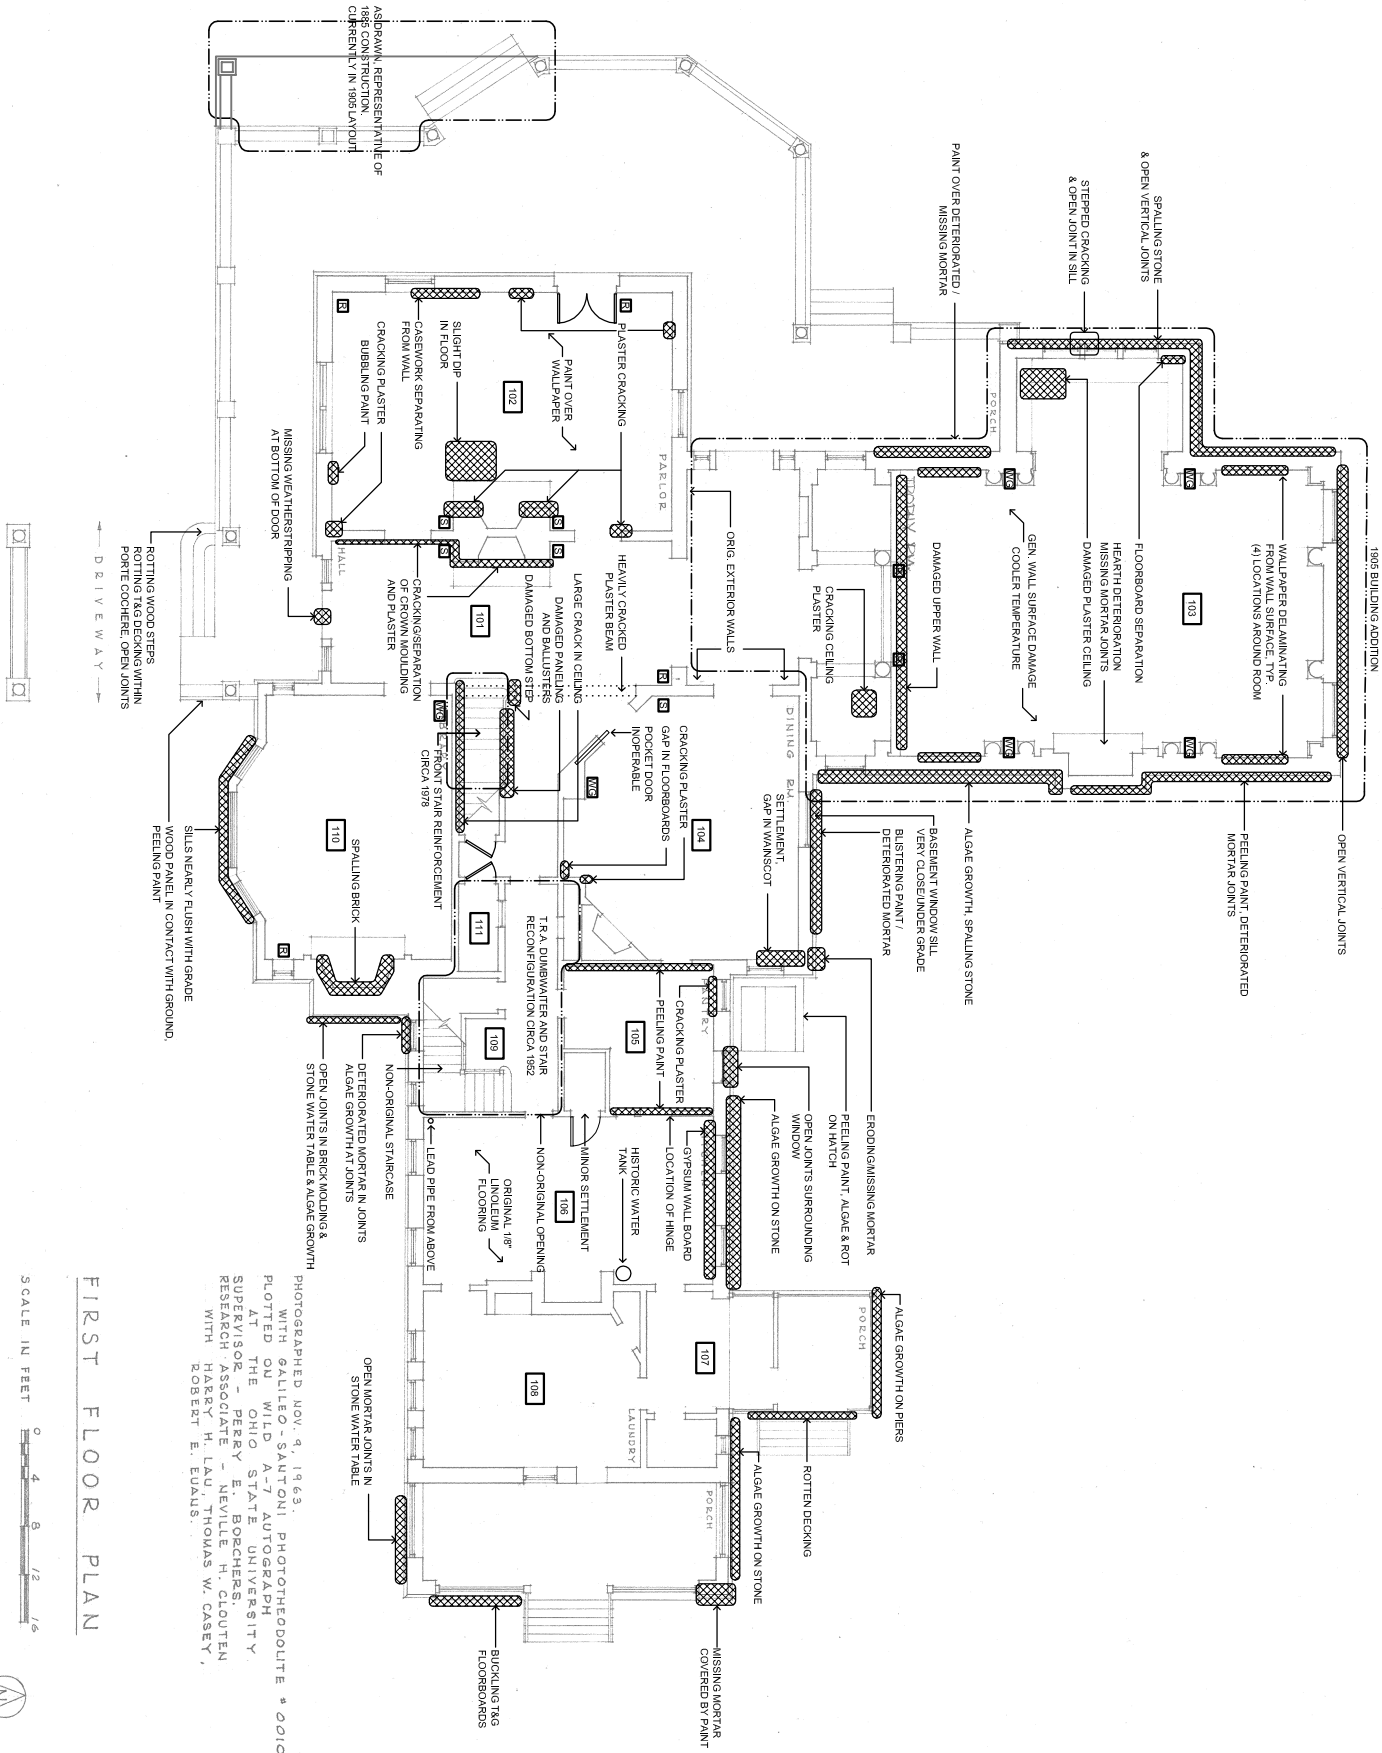 AS DRAWN, REPRESENTATIVE OF
1885 CONSTRUCTION.
CURRENTLY IN 1905 LAYOUT
1905 BUILDING ADDITION
SPALLING STONE
& OPEN VERTICAL JOINTS
STEPPED CRACKING
& OPEN JOINT IN SILL
PAINT OVER DETERIORATED /
MISSING MORTAR
OPEN VERTICAL JOINTS
WALLPAPER DELAMINATING
FROM WALL SURFACE, TYP.
(4) LOCATIONS AROUND ROOM
103
FLOORBOARD SEPARATION
HEARTH DETERIORATION
MISSING MORTAR JOINTS
DAMAGED PLASTER CEILING
GEN. WALL SURFACE DAMAGE
COOLER TEMPERATURE
DAMAGED UPPER WALL
CRACKING CEILING
PLASTER
PORCH
WG
WG
WG
WG
S
S
PEELING PAINT, DETERIORATED
MORTAR JOINTS
ALGAE GROWTH, SPALLING STONE
BASEMENT WINDOW SILL
VERY CLOSE/UNDER GRADE
BLISTERING PAINT /
DETERIORATED MORTAR
ORIG. EXTERIOR WALLS
PARLOR
102
PLASTER CRACKING
PAINT OVER
WALLPAPER
SLIGHT DIP
IN FLOOR
CASEWORK SEPARATING
FROM WALL
CRACKING PLASTER
BUBBLING PAINT
R
R
S
S
S
S
MISSING WEATHERSTRIPPING
AT BOTTOM OF DOOR
HALL
101
HEAVILY CRACKED
PLASTER BEAM
LARGE CRACK IN CEILING
DAMAGED PANELING
AND BALLUSTERS
DAMAGED BOTTOM STEP
CRACKING/SEPARATION
OF CROWN MOULDING
AND PLASTER
R
S
WG
WG
DINING RM.
104
CRACKING PLASTER
GAP IN FLOORBOARDS
POCKET DOOR
INOPERABLE
SETTLEMENT,
GAP IN WAINSCOT
FRONT STAIR REINFORCEMENT
CIRCA 1978
110
SPALLING BRICK
R
SILLS NEARLY FLUSH WITH GRADE
WOOD PANEL IN CONTACT WITH GROUND,
PEELING PAINT
DRIVEWAY
ROTTING WOOD STEPS
ROTTING T&G DECKING WITHIN
PORTE COCHERE, OPEN JOINTS
111
T.R.A. DUMBWAITER AND STAIR
RECONFIGURATION CIRCA 1952
109
105
PANTRY
CRACKING PLASTER
PEELING PAINT
ERODING/MISSING MORTAR
PEELING PAINT, ALGAE & ROT
ON HATCH
OPEN JOINTS SURROUNDING
WINDOW
ALGAE GROWTH ON STONE
GYPSUM WALL BOARD
LOCATION OF HINGE
HISTORIC WATER
TANK
MINOR SETTLEMENT
106
NON-ORIGINAL OPENING
ORIGINAL 1/8"
LINOLEUM
FLOORING
LEAD PIPE FROM ABOVE
NON-ORIGINAL STAIRCASE
DETERIORATED MORTAR IN JOINTS
ALGAE GROWTH AT JOINTS
OPEN JOINTS IN BRICK MOLDING &
STONE WATER TABLE & ALGAE GROWTH
107
108
LAUNDRY
PORCH
PORCH
ALGAE GROWTH ON PIERS
ROTTEN DECKING
ALGAE GROWTH ON STONE
MISSING MORTAR
COVERED BY PAINT
BUCKLING T&G
FLOORBOARDS
OPEN MORTAR JOINTS IN
STONE WATER TABLE
PHOTOGRAPHED NOV. 9, 1963.
WITH GALILEO-SANTONI PHOTOTHEODOLITE # 0010
PLOTTED ON WILD A-7 AUTOGRAPH
AT THE OHIO STATE UNIVERSITY
SUPERVISOR - PERRY E. BORCHERS.
RESEARCH ASSOCIATE - NEVILLE H. CLOUTEN
WITH HARRY H. LAU, THOMAS W. CASEY,
ROBERT E. EUANS.
FIRST FLOOR PLAN
SCALE IN FEET 0 4 8 12 16
N